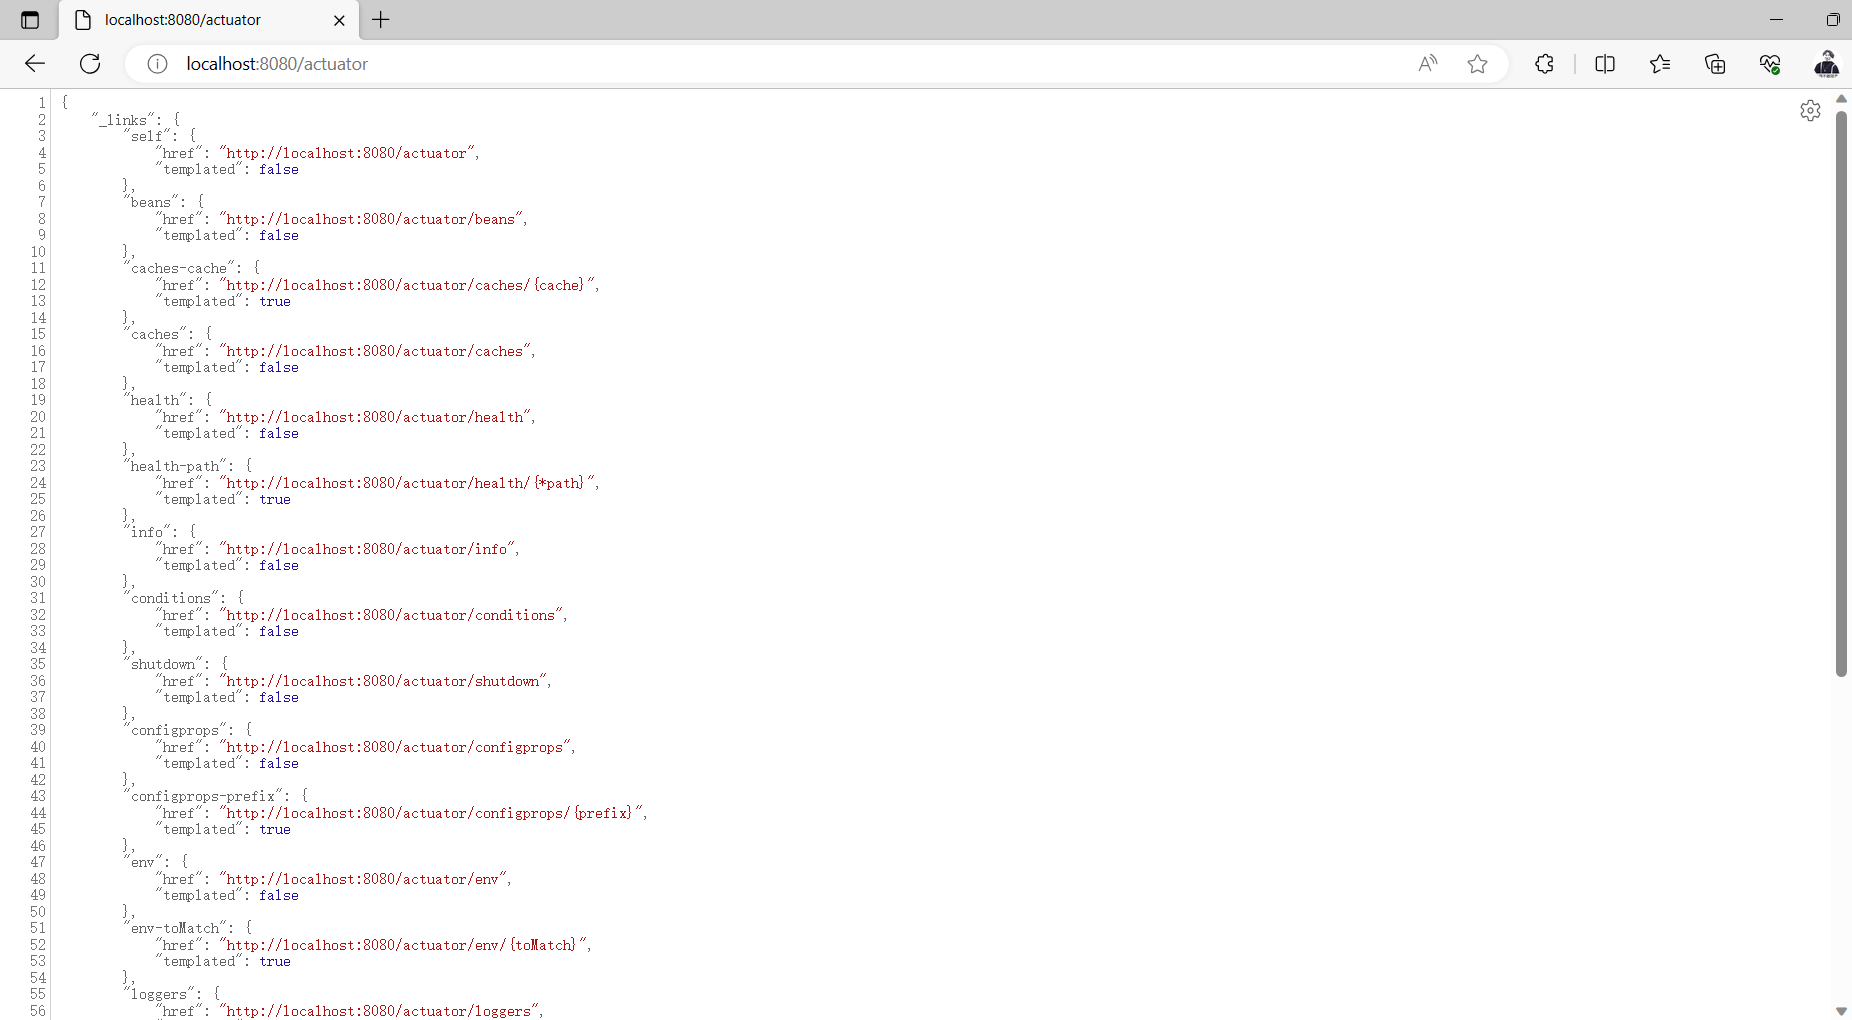 localhost:8080/actuator
localhost:8080/actuator
1 {
2 "_links": {
3 "self": {
4 "href": "http://localhost:8080/actuator",
5 "templated": false
6 },
7 "beans": {
8 "href": "http://localhost:8080/actuator/beans",
9 "templated": false
10 },
11 "caches-cache": {
12 "href": "http://localhost:8080/actuator/caches/{cache}",
13 "templated": true
14 },
15 "caches": {
16 "href": "http://localhost:8080/actuator/caches",
17 "templated": false
18 },
19 "health": {
20 "href": "http://localhost:8080/actuator/health",
21 "templated": false
22 },
23 "health-path": {
24 "href": "http://localhost:8080/actuator/health/{*path}",
25 "templated": true
26 },
27 "info": {
28 "href": "http://localhost:8080/actuator/info",
29 "templated": false
30 },
31 "conditions": {
32 "href": "http://localhost:8080/actuator/conditions",
33 "templated": false
34 },
35 "shutdown": {
36 "href": "http://localhost:8080/actuator/shutdown",
37 "templated": false
38 },
39 "configprops": {
40 "href": "http://localhost:8080/actuator/configprops",
41 "templated": false
42 },
43 "configprops-prefix": {
44 "href": "http://localhost:8080/actuator/configprops/{prefix}",
45 "templated": true
46 },
47 "env": {
48 "href": "http://localhost:8080/actuator/env",
49 "templated": false
50 },
51 "env-toMatch": {
52 "href": "http://localhost:8080/actuator/env/{toMatch}",
53 "templated": true
54 },
55 "loggers": {
56 "href": "http://localhost:8080/actuator/loggers",